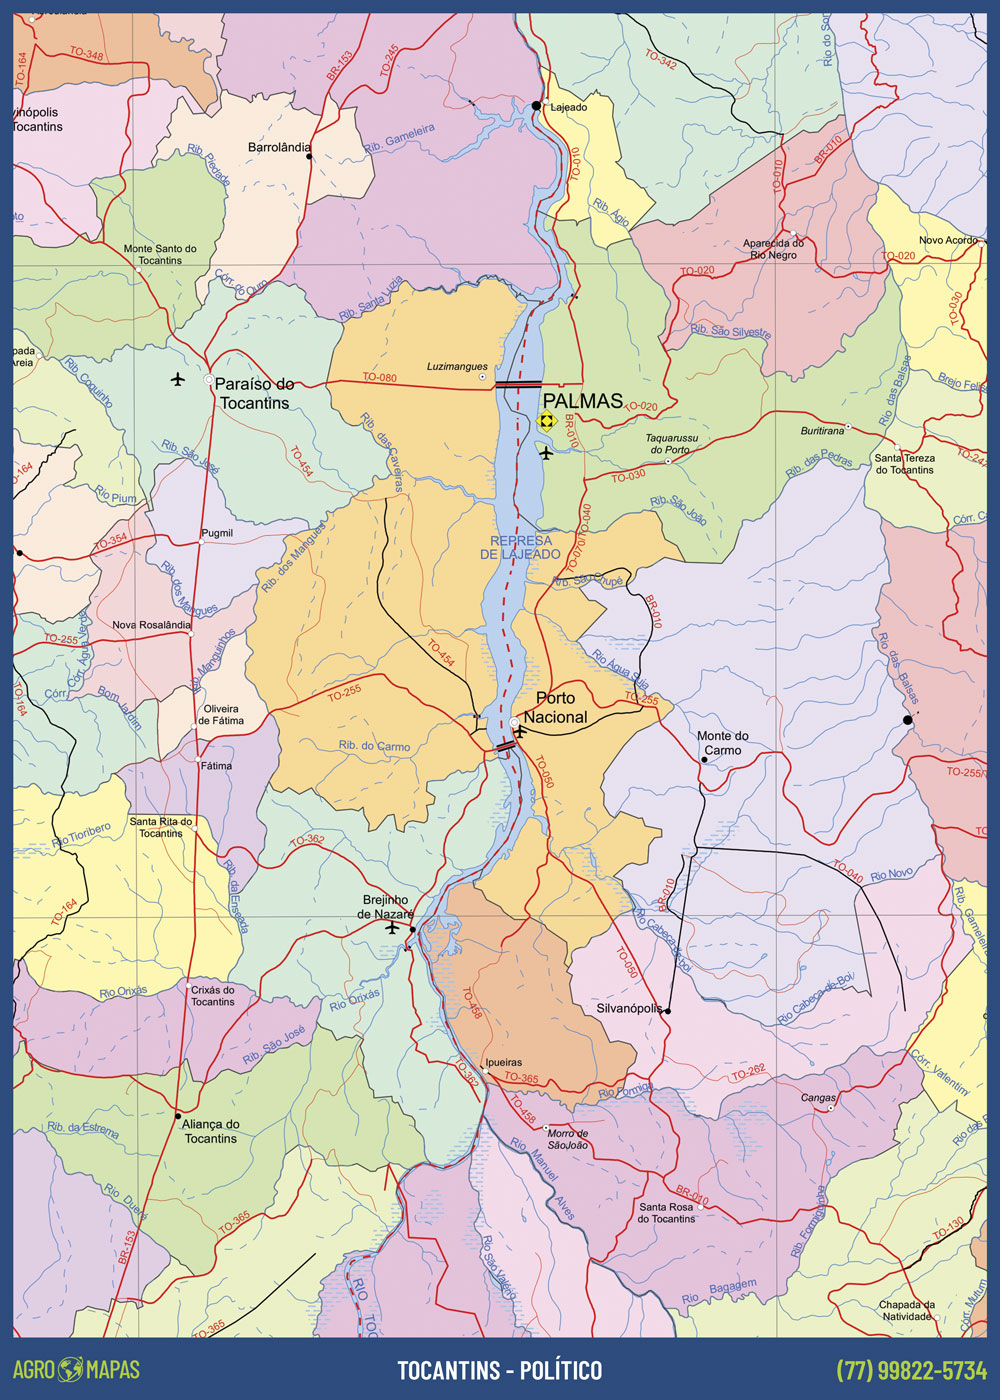 TO-164
TO-348
BR-153
TO-245
TO-342
Rio do Son
vinópolis
Tocantins
Lajeado
Barrolândia
Rib. Gameleira
Rib. Piedade
TO-010
TO-010
BR-010
Rib. Ágio
Monte Santo do
Tocantins
Aparecida do
Rio Negro
Novo Acordo
TO-020
TO-020
TO-030
Córr. do Ouro
Rib. Santa Luzia
Rib. São Silvestre
pada
Areia
Rib. Coquinho
Luzimangues
TO-080
Paraíso do
Tocantins
PALMAS
TO-020
BR-010
Rio das Balsas
Brejo Felis
Buritirana
Taquarussu
do Porto
TO-030
Rib. das Pedras
Santa Tereza
do Tocantins
TO-247
Rib. São José
TO-454
Rib. das Caveiras
TO-164
Rio Pium
Rib. São João
Córr. C
TO-354
Pugmil
REPRESA
DE LAJEADO
TO-070/TO-040
Rib. dos Mangues
Rib. dos Mangues
Rib. São Chupé
BR-010
Nova Rosalândia
TO-255
Córr. Água Verde
Rib. Manguinhos
TO-454
Rio Água Suja
Rio das Balsas
TO-164
Córr. Bom Jardim
TO-255
TO-255
Oliveira
de Fátima
Porto
Nacional
Rib. do Carmo
Monte do
Carmo
Fátima
TO-050
TO-255
Santa Rita do
Tocantins
Rio Tioribero
TO-362
TO-040
Rio Novo
TO-164
Rib. da Enseada
Brejinho
de Nazaré
BR-010
Rio Cabeça-de-boi
Rib. Gameleira
TO-050
Rio Orixás
Crixás do
Tocantins
Rio Orixás
TO-458
Silvanópolis
Rio Cabeca-de-Boi
Rib. São José
Ipueiras
TO-362
TO-365
Rio Formiga
TO-262
Córr. Valentim
Cangas
Rib. da Estrema
Aliança do
Tocantins
TO-458
Morro de
SãoJoão
Rio das
Rio Manuel Alves
Rio Dueré
BR-010
Santa Rosa
do Tocantins
Rib. Formiguinha
BR-153
TO-365
TO-130
Rio São Valério
Rio Bagagem
RIO TOC
Chapada da
Natividade
Córr. Mutum
TO-365
AGRO MAPAS
TOCANTINS - POLÍTICO
(77) 99822-5734